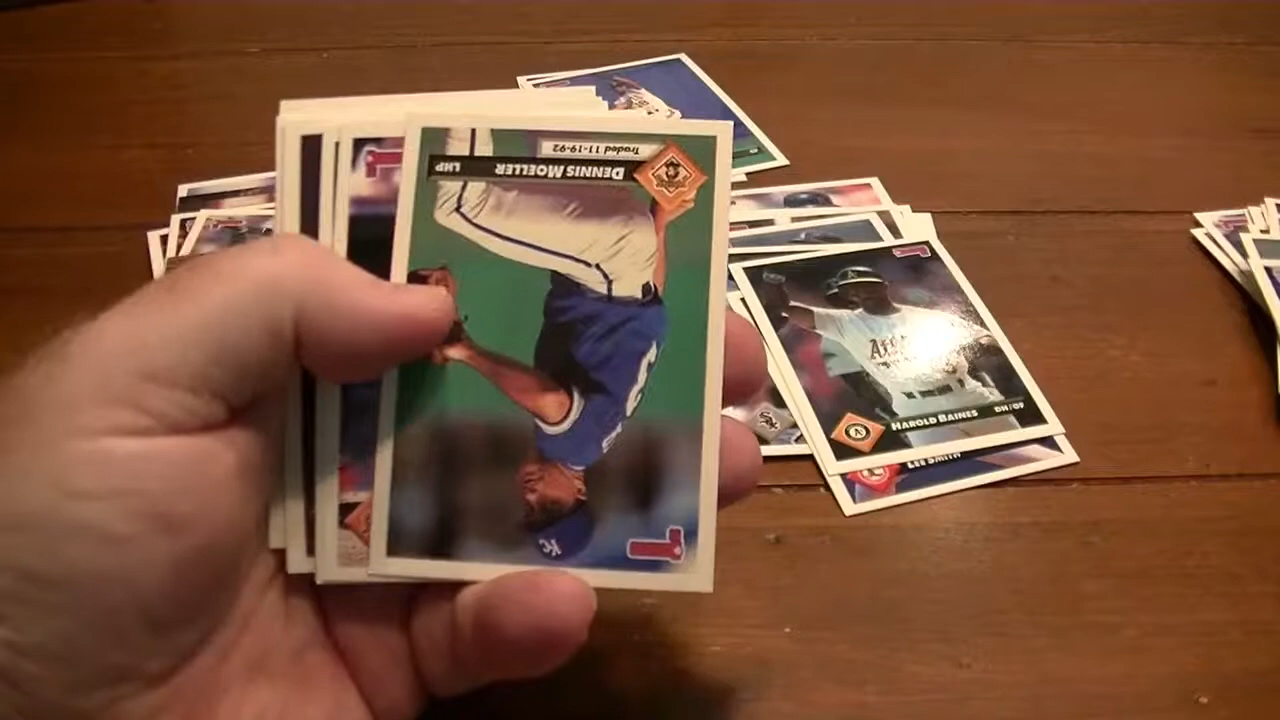 Traded 11-19-92
DENNIS MOELLER LHP
KC
A's
HAROLD BAINES DH/OF
LEE SMITH